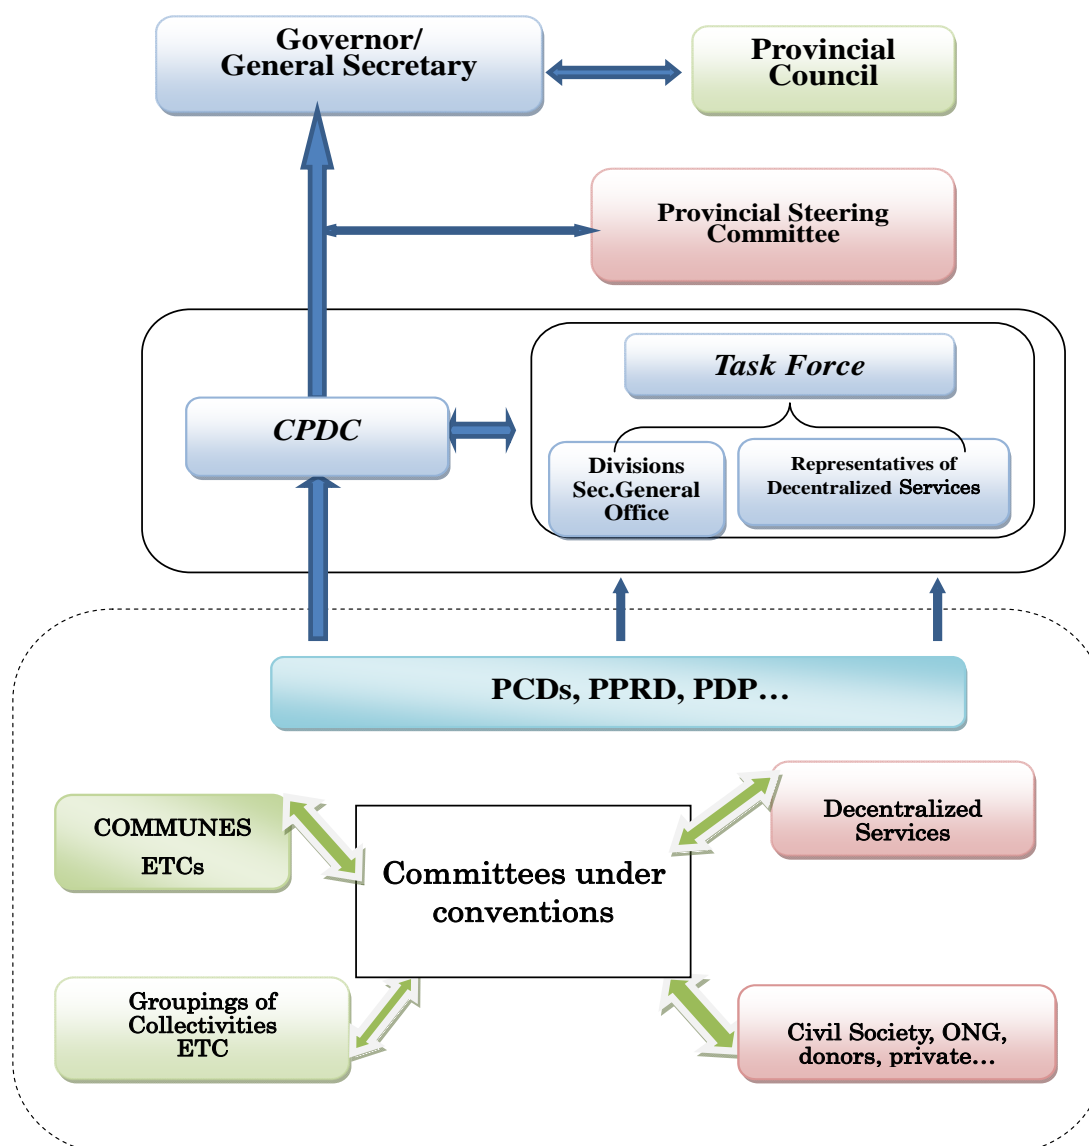 Governor/
General Secretary
Provincial
Council
Provincial Steering
Committee
Task Force
CPDC
Divisions
Sec.General
Office
Representatives of
Decentralized Services
PCDs, PPRD, PDP…
COMMUNES
ETCs
Decentralized
Services
Committees under
conventions
Groupings of
Collectivities
ETC
Civil Society, ONG,
donors, private…